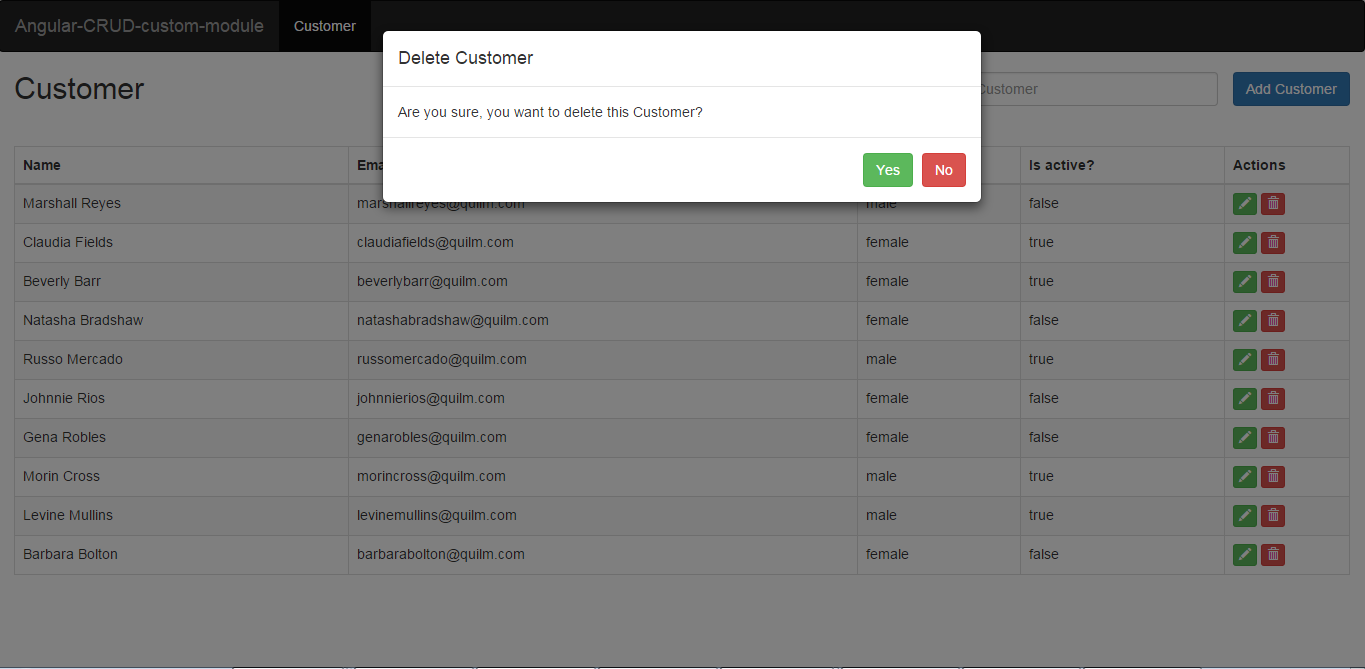 Angular-CRUD-custom-module Customer
Delete Customer
Customer
Customer Add Customer
Are you sure, you want to delete this Customer?
Yes No
Name Is active? Actions
Marshall Reyes marshallreyes@quilm.com male false
Claudia Fields claudiafields@quilm.com female true
Beverly Barr beverlybarr@quilm.com female true
Natasha Bradshaw natashabradshaw@quilm.com female false
Russo Mercado russomercado@quilm.com male true
Johnnie Rios johnnierios@quilm.com female false
Gena Robles genarobles@quilm.com female false
Morin Cross morincross@quilm.com male true
Levine Mullins levinemullins@quilm.com male true
Barbara Bolton barbarabolton@quilm.com female false